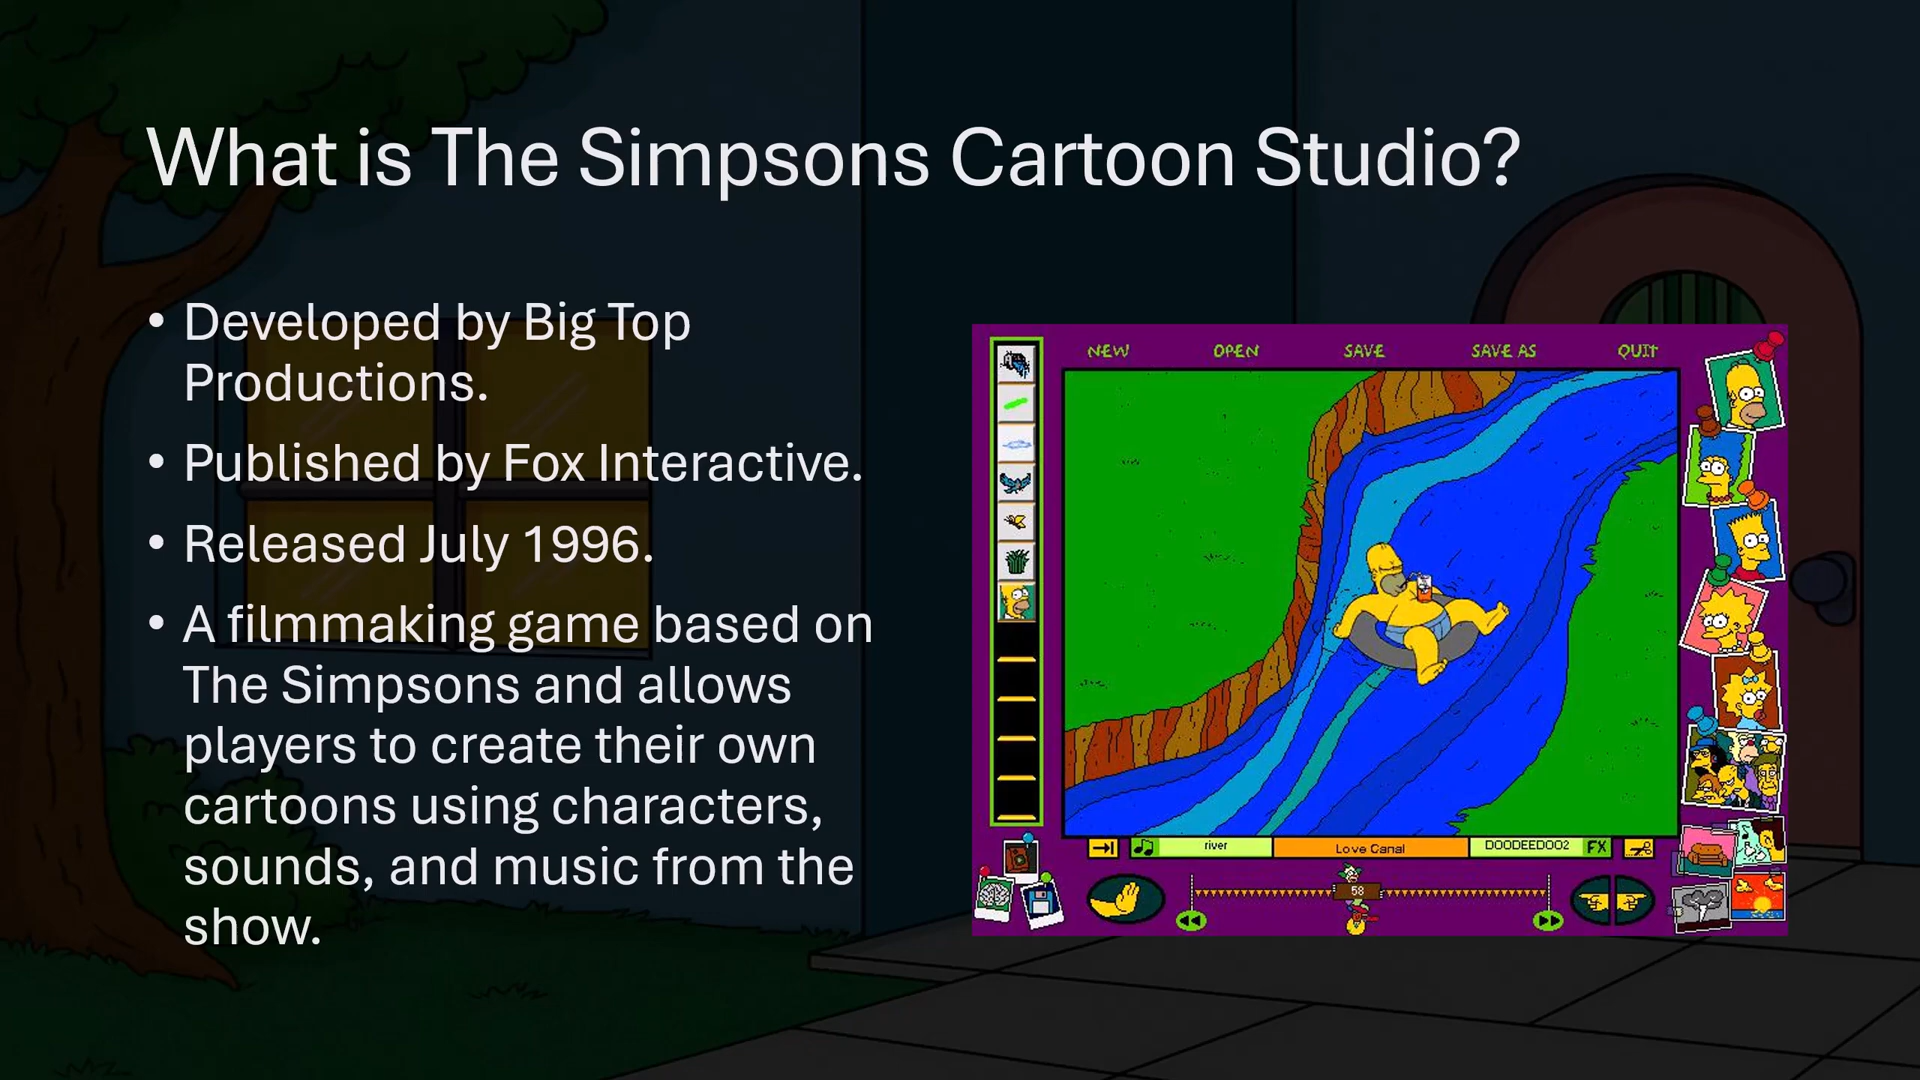 What is The Simpsons Cartoon Studio?
• Developed by Big Top
Productions.
• Published by Fox Interactive.
• Released July 1996.
• A filmmaking game based on
The Simpsons and allows
players to create their own
cartoons using characters,
sounds, and music from the
show.
NEW OPEN SAVE SAVE AS QUIT
river Love Canal DOODEEDOO2 FX
58